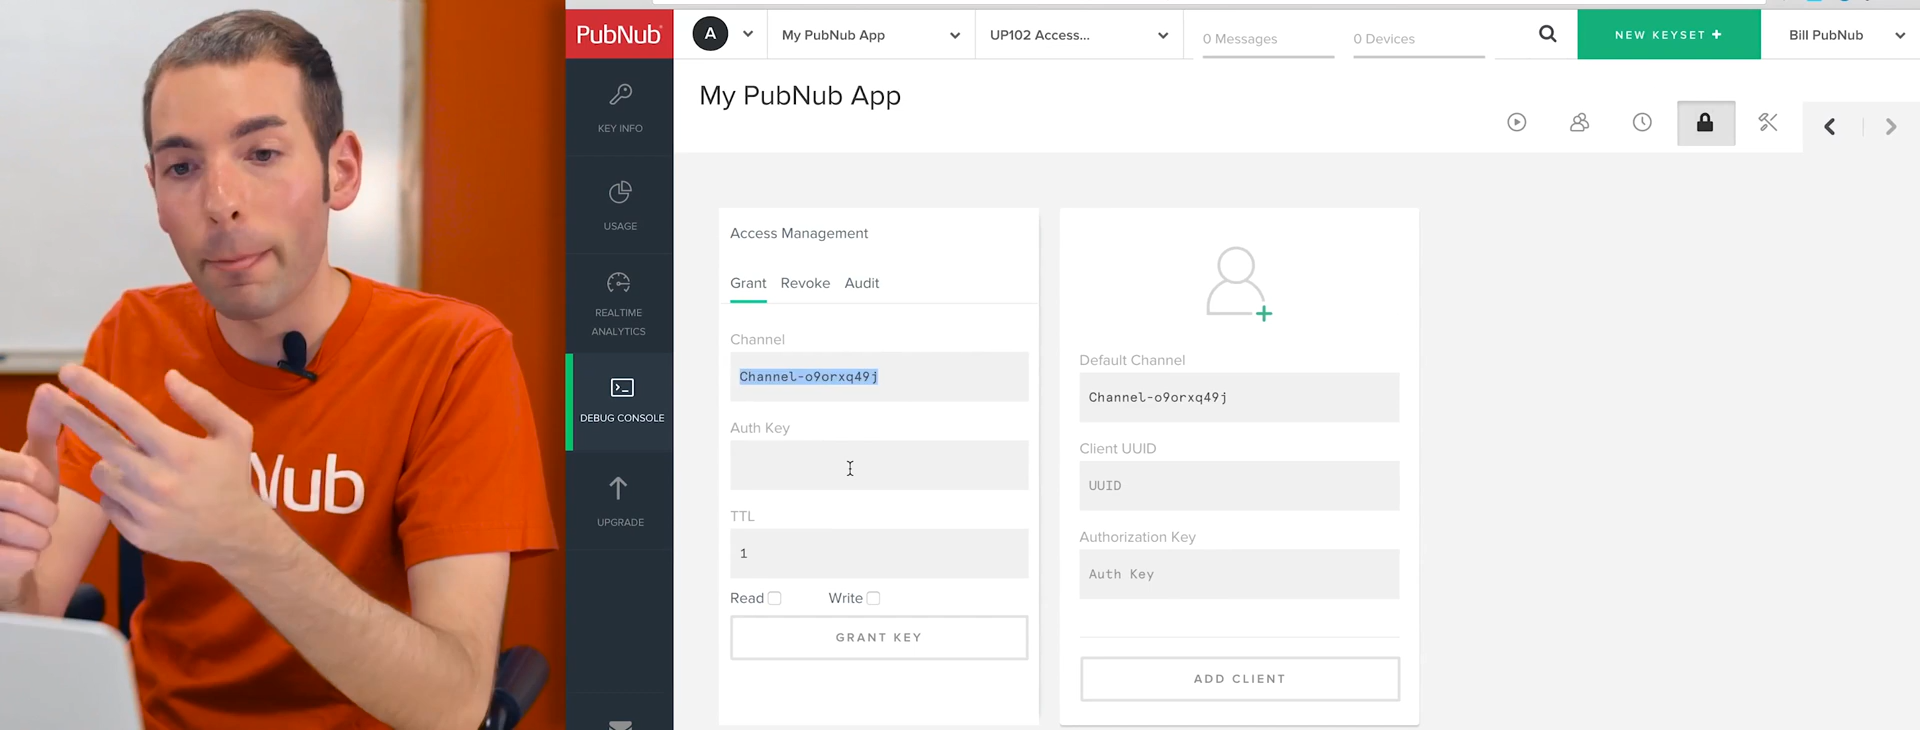 PubNub
A
My PubNub App
UP102 Access...
0 Messages
0 Devices
NEW KEYSET +
Bill PubNub
My PubNub App
KEY INFO
USAGE
REALTIME
ANALYTICS
DEBUG CONSOLE
UPGRADE
Access Management
Grant Revoke Audit
Channel
Channel-o9orxq49j
Auth Key
TTL
1
Read
Write
GRANT KEY
Default Channel
Channel-o9orxq49j
Client UUID
UUID
Authorization Key
Auth Key
ADD CLIENT
Nub